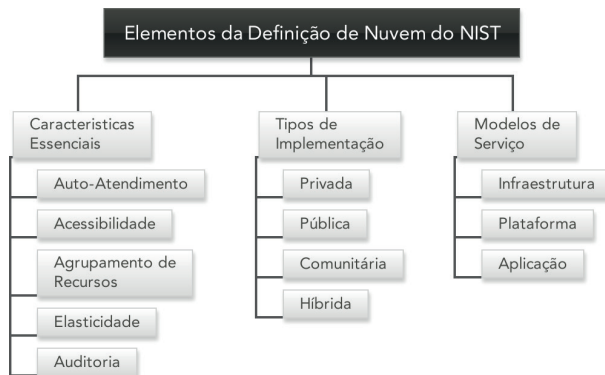 Elementos da Definição de Nuvem do NIST
Caracteristicas
Essenciais
Auto-Atendimento
Acessibilidade
Agrupamento de
Recursos
Elasticidade
Auditoria
Tipos de
Implementação
Privada
Pública
Comunitária
Híbrida
Modelos de
Serviço
Infraestrutura
Plataforma
Aplicação